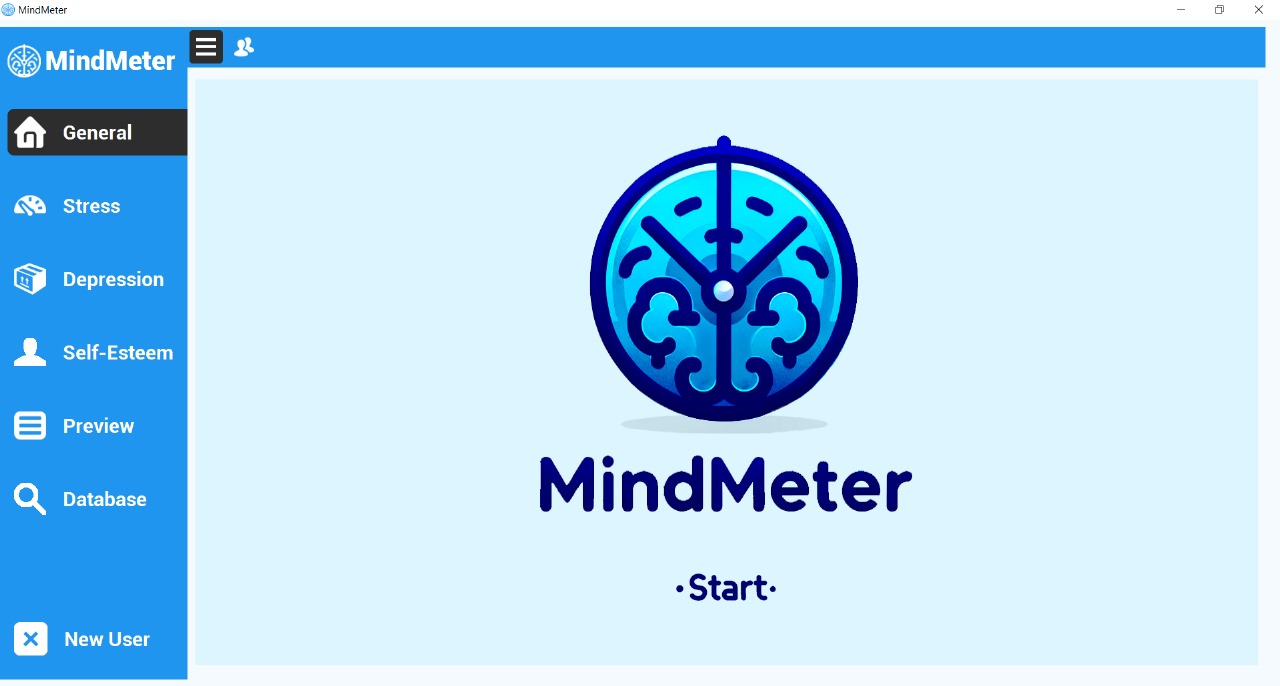 MindMeter
MindMeter
General
Stress
Depression
Self-Esteem
Preview
Database
New User
MindMeter
·Start·